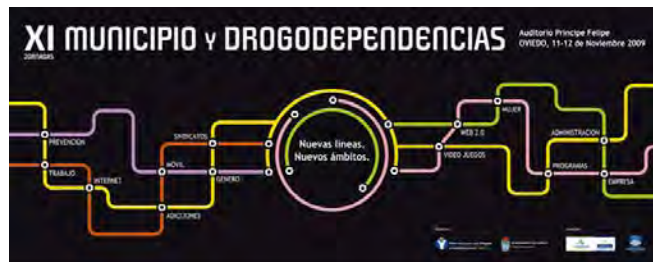 XI MUNICIPIO Y DROGODEPENDENCIAS
JORNADAS
Auditorio Príncipe Felipe
OVIEDO, 11-12 de Noviembre 2009
MUJER
SINDICATOS
WEB 2.0
ADMINISTRACIÓN
PREVENCIÓN
Nuevas líneas.
Nuevos ámbitos.
VIDEO JUEGOS
TRABAJO
MÓVIL
PROGRAMAS
INTERNET
GENERO
EMPRESA
ADICCIONES